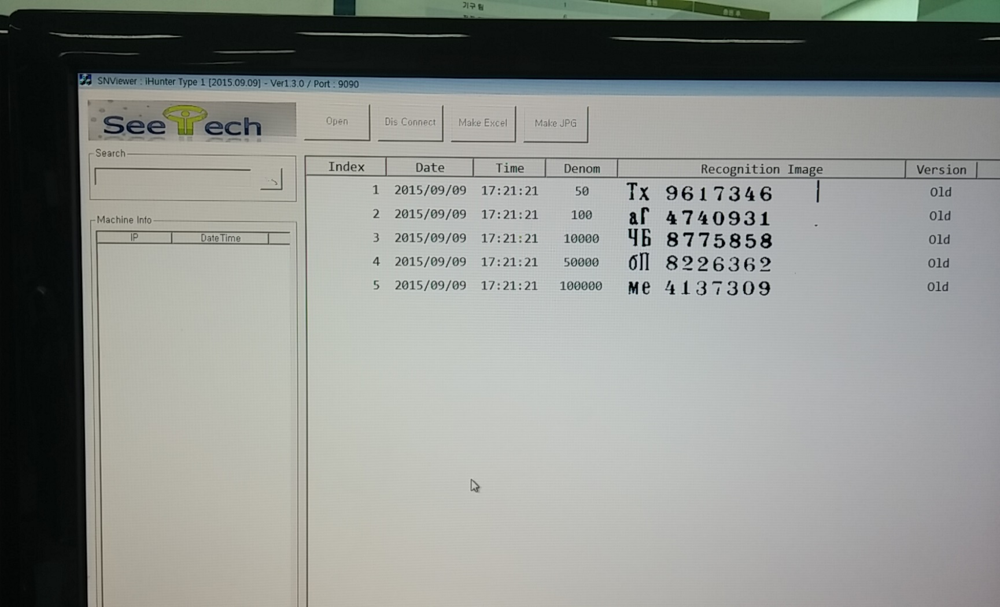 기구 팀 1
SNViewer : iHunter Type 1 [2015.09.09] - Ver1.3.0 / Port : 9090
SeeTech Open Dis Connect Make Excel Make JPG
Search
Index Date Time Denom Recognition Image Version
1 2015/09/09 17:21:21 50 Тх 9617346 Old
2 2015/09/09 17:21:21 100 аГ 4740931 Old
3 2015/09/09 17:21:21 10000 ЧБ 8775858 Old
4 2015/09/09 17:21:21 50000 бП 8226362 Old
5 2015/09/09 17:21:21 100000 ме 4137309 Old
Machine Info
IP DateTime